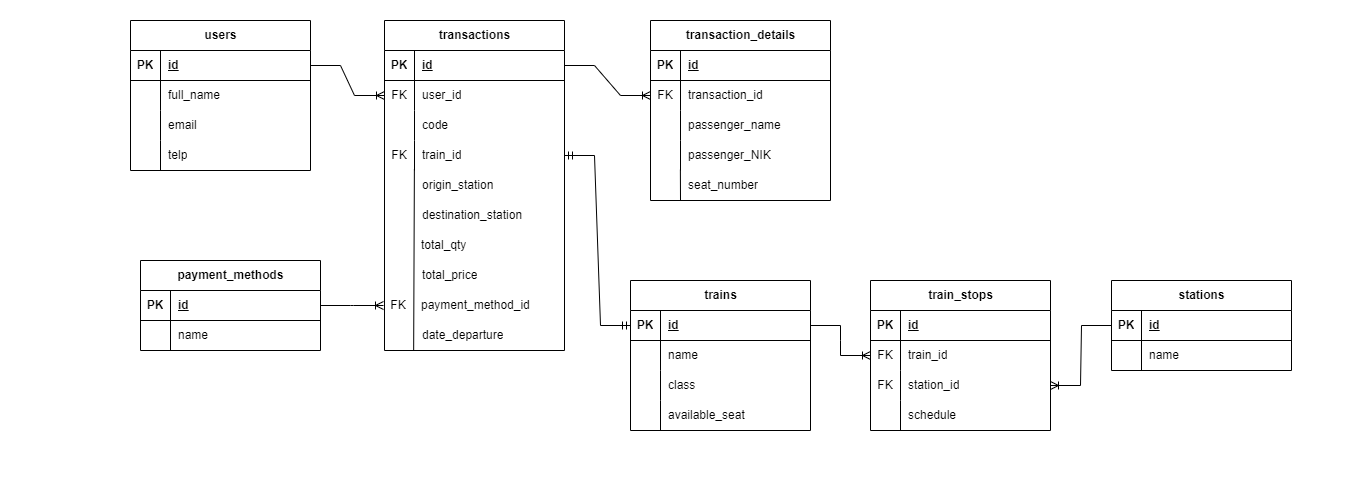 users
PK id
full_name
email
telp
transactions
PK id
FK user_id
code
FK train_id
origin_station
destination_station
total_qty
total_price
FK payment_method_id
date_departure
transaction_details
PK id
FK transaction_id
passenger_name
passenger_NIK
seat_number
payment_methods
PK id
name
trains
PK id
name
class
available_seat
train_stops
PK id
FK train_id
FK station_id
schedule
stations
PK id
name